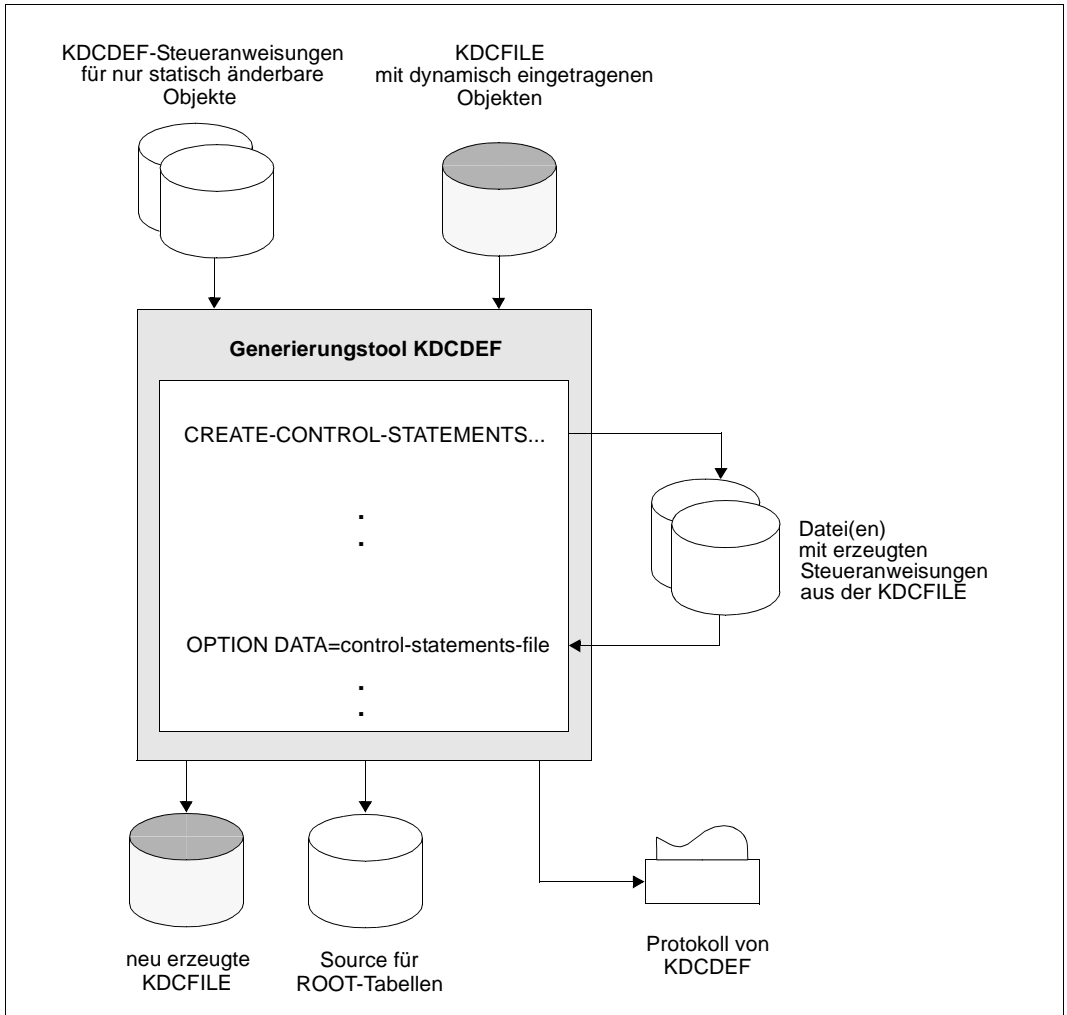 KDCDEF-Steueranweisungen
für nur statisch änderbare
Objekte
KDCFILE
mit dynamisch eingetragenen
Objekten
Generierungstool KDCDEF
CREATE-CONTROL-STATEMENTS...
.
.
Datei(en)
mit erzeugten
Steueranweisungen
aus der KDCFILE
OPTION DATA=control-statements-file
.
.
neu erzeugte
KDCFILE
Source für
ROOT-Tabellen
Protokoll von
KDCDEF